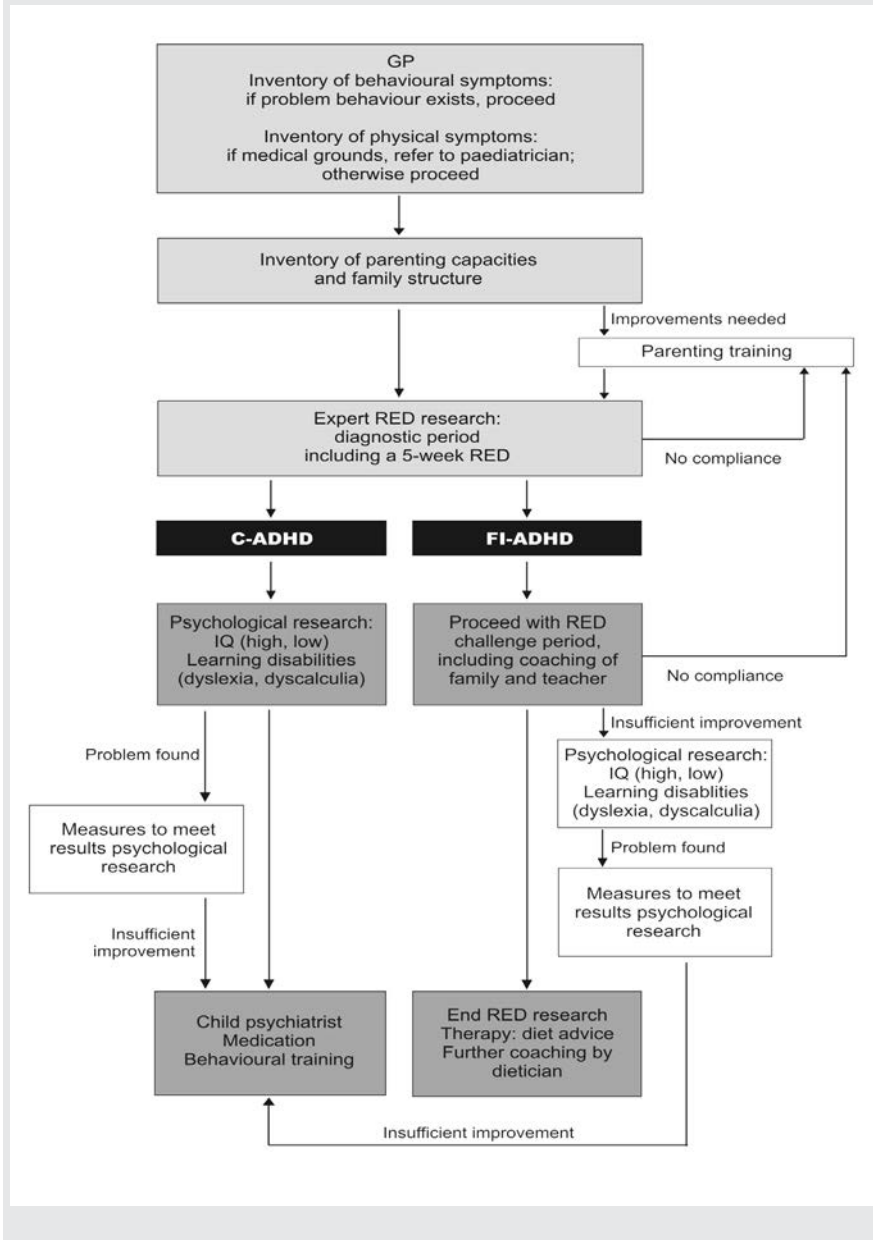 GP
Inventory of behavioural symptoms:
if problem behaviour exists, proceed
Inventory of physical symptoms:
if medical grounds, refer to paediatrician;
otherwise proceed
Inventory of parenting capacities
and family structure
Improvements needed
Parenting training
Expert RED research:
diagnostic period
including a 5-week RED
No compliance
C-ADHD
FI-ADHD
Psychological research:
IQ (high, low)
Learning disabilities
(dyslexia, dyscalculia)
Proceed with RED
challenge period,
including coaching of
family and teacher
No compliance
Problem found
Insufficient improvement
Psychological research:
IQ (high, low)
Learning disablities
(dyslexia, dyscalculia)
Measures to meet
results psychological
research
Problem found
Measures to meet
results psychological
research
Insufficient
improvement
Child psychiatrist
Medication
Behavioural training
End RED research
Therapy: diet advice
Further coaching by
dietician
Insufficient improvement